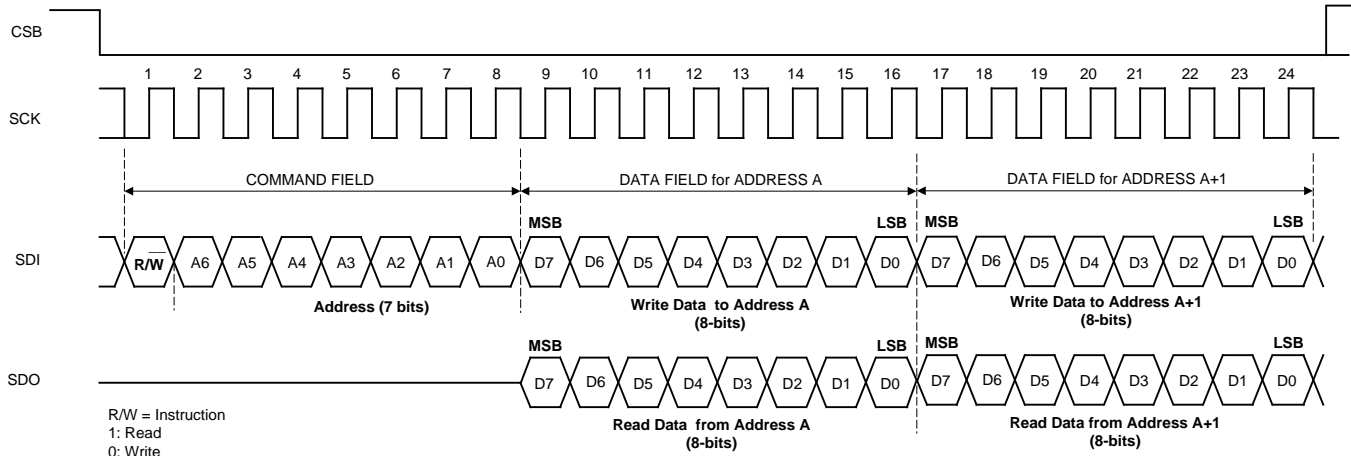 CSB
1 2 3 4 5 6 7 8 9 10 11 12 13 14 15 16 17 18 19 20 21 22 23 24
SCK
COMMAND FIELD DATA FIELD for ADDRESS A DATA FIELD for ADDRESS A+1
MSB LSB MSB LSB
SDI R/W̅ A6 A5 A4 A3 A2 A1 A0 D7 D6 D5 D4 D3 D2 D1 D0 D7 D6 D5 D4 D3 D2 D1 D0
Address (7 bits) Write Data to Address A Write Data to Address A+1
(8-bits) (8-bits)
MSB LSB MSB LSB
SDO D7 D6 D5 D4 D3 D2 D1 D0 D7 D6 D5 D4 D3 D2 D1 D0
R/W = Instruction
1: Read
0: Write
Read Data from Address A Read Data from Address A+1
(8-bits) (8-bits)